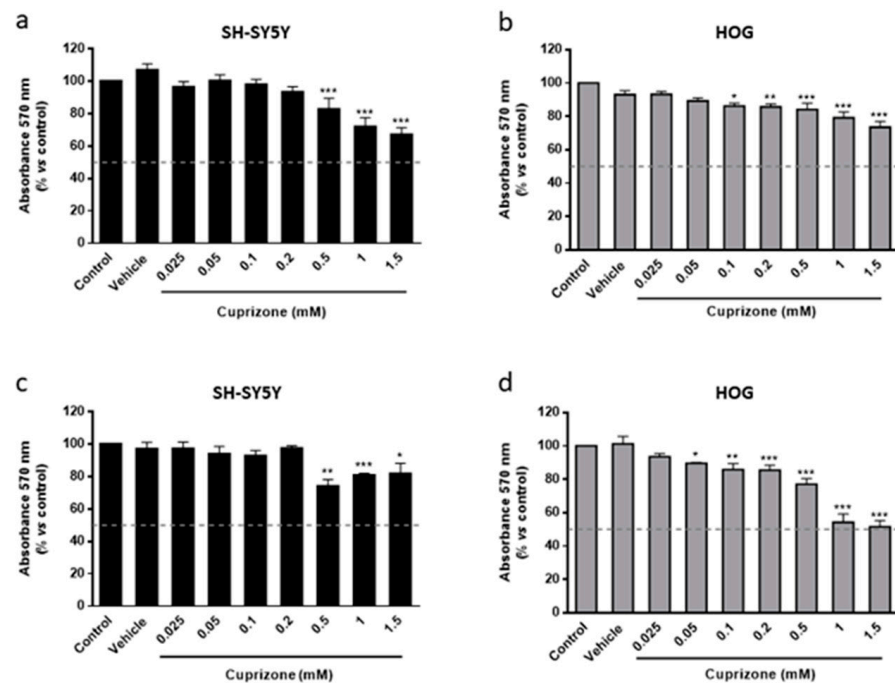 a
SH-SY5Y
Absorbance 570 nm
(% vs control)
120
100
80
60
40
20
0
***
***
***
Control
Vehicle
0.025
0.05
0.1
0.2
0.5
1
1.5
Cuprizone (mM)
b
HOG
Absorbance 570 nm
(% vs control)
120
100
80
60
40
20
0
*
**
***
***
***
Control
Vehicle
0.025
0.05
0.1
0.2
0.5
1
1.5
Cuprizone (mM)
c
SH-SY5Y
Absorbance 570 nm
(% vs control)
120
100
80
60
40
20
0
**
***
*
Control
Vehicle
0.025
0.05
0.1
0.2
0.5
1
1.5
Cuprizone (mM)
d
HOG
Absorbance 570 nm
(% vs control)
120
100
80
60
40
20
0
*
**
***
***
***
***
Control
Vehicle
0.025
0.05
0.1
0.2
0.5
1
1.5
Cuprizone (mM)